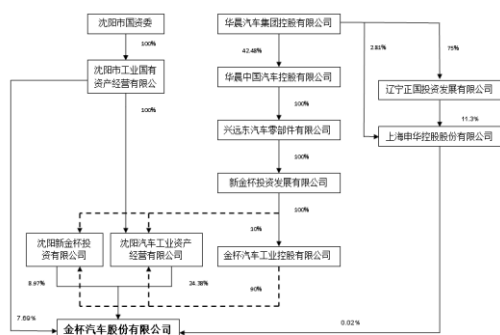 沈阳市国资委
华晨汽车集团控股有限公司
100%
42.48%
2.81%
75%
沈阳市工业国有
资产经营有限公
华晨中国汽车控股有限公司
辽宁正国投资发展有限公司
100%
100%
11.3%
兴远东汽车零部件有限公司
上海申华控股股份有限公司
100%
新金杯投资发展有限公司
100%
10%
沈阳新金杯投
资有限公司
沈阳汽车工业资产
经营有限公司
金杯汽车工业控股有限公司
8.97%
24.38%
90%
7.69%
0.02%
金杯汽车股份有限公司